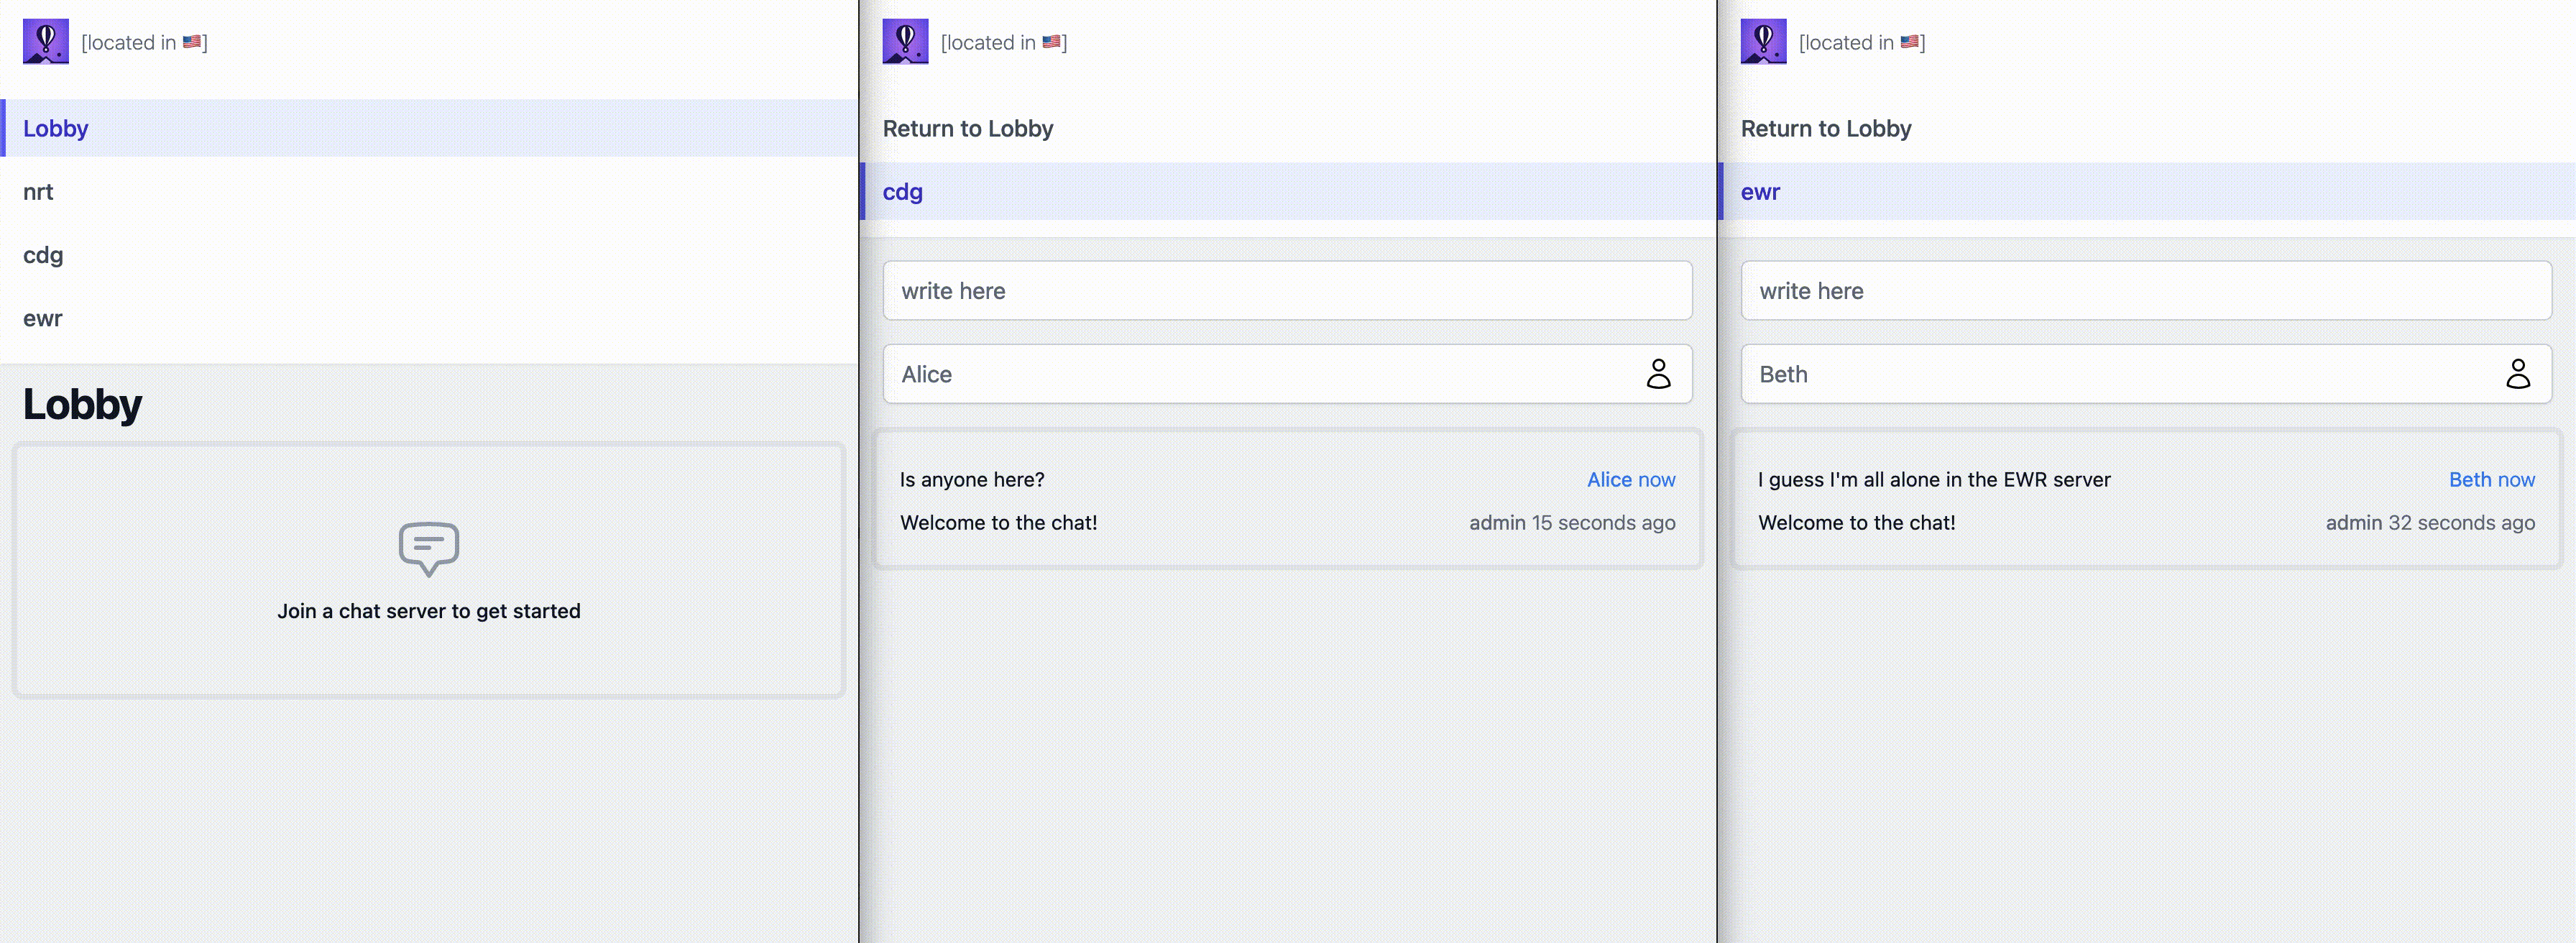 [located in 🇺🇸]
Lobby
nrt
cdg
ewr
Lobby
Join a chat server to get started
[located in 🇺🇸]
Return to Lobby
cdg
write here
Alice
Is anyone here? Alice now
Welcome to the chat! admin 15 seconds ago
[located in 🇺🇸]
Return to Lobby
ewr
write here
Beth
I guess I'm all alone in the EWR server Beth now
Welcome to the chat! admin 32 seconds ago